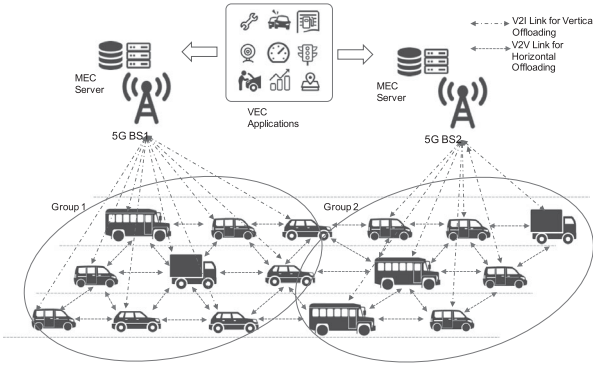 V2I Link for Vertica
Offloading
V2V Link for
Horizontal
Offloading
MEC
Server
VEC
Applications
MEC
Server
5G BS1
5G BS2
Group 1
Group 2